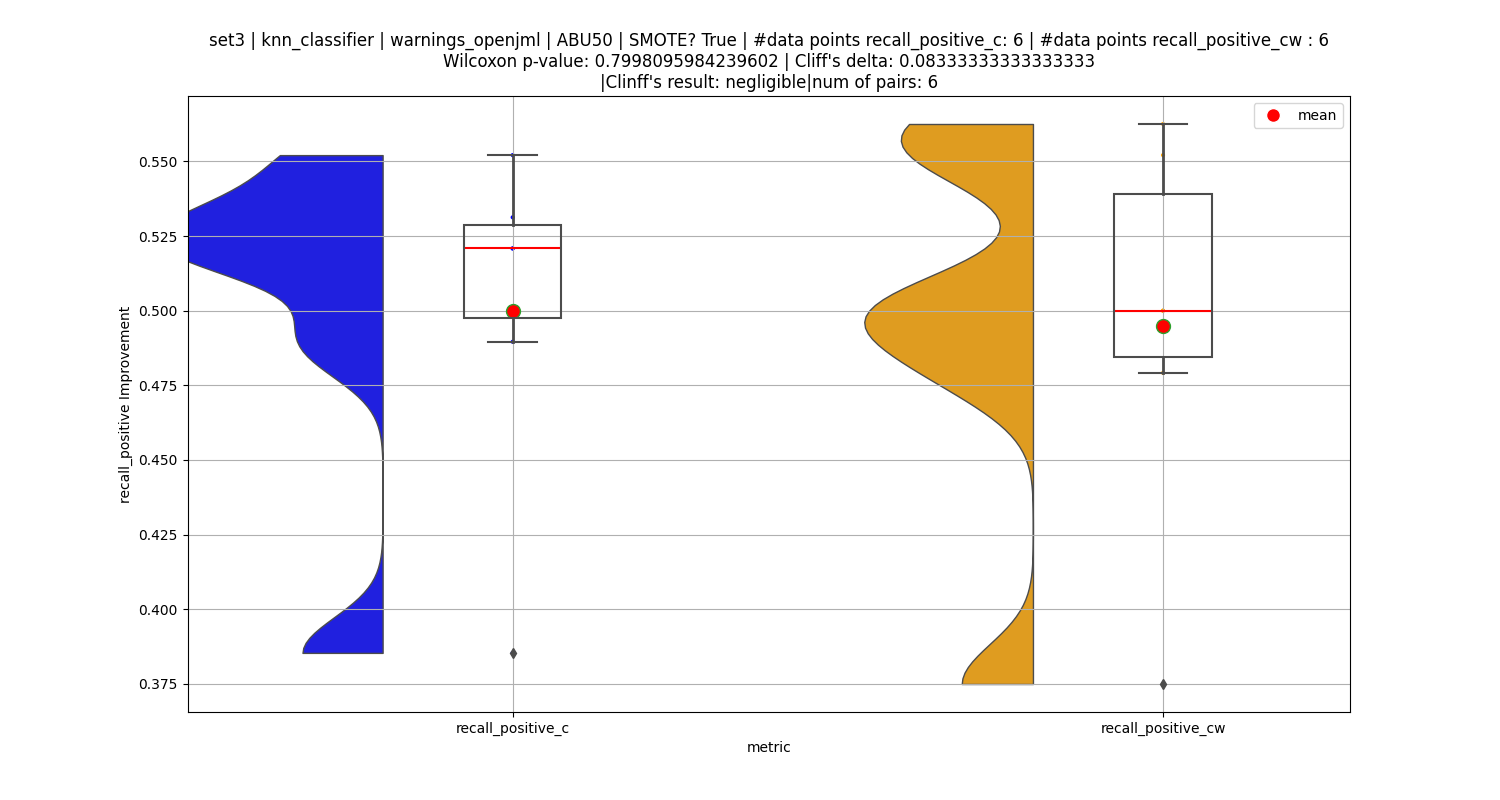 set3 | knn_classifier | warnings_openjml | ABU50 | SMOTE? True | #data points recall_positive_c: 6 | #data points recall_positive_cw : 6
Wilcoxon p-value: 0.7998095984239602 | Cliff's delta: 0.08333333333333333
|Clinff's result: negligible|num of pairs: 6
mean
recall_positive Improvement
0.550
0.525
0.500
0.475
0.450
0.425
0.400
0.375
recall_positive_c
recall_positive_cw
metric